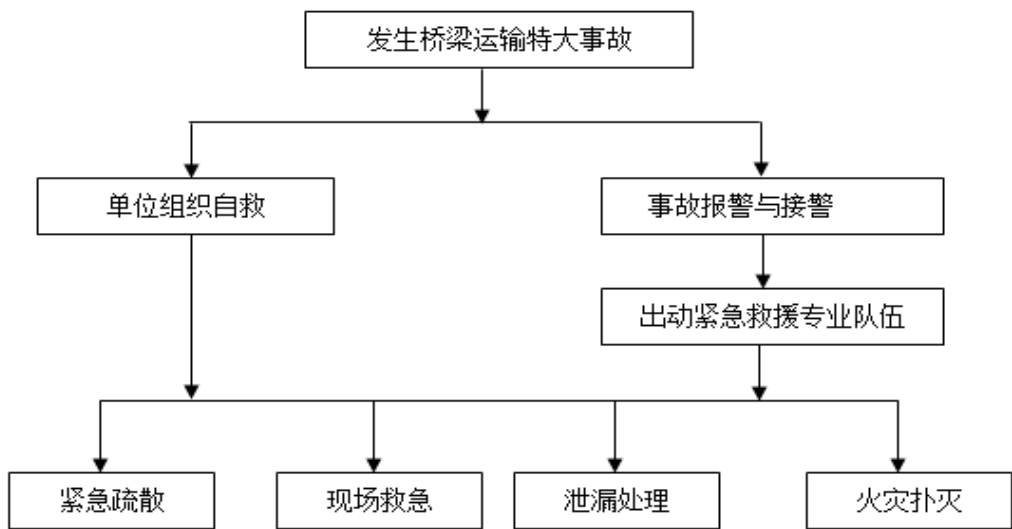 发生桥梁运输特大事故
单位组织自救
事故报警与接警
出动紧急救援专业队伍
紧急疏散
现场救急
泄漏处理
火灾扑灭